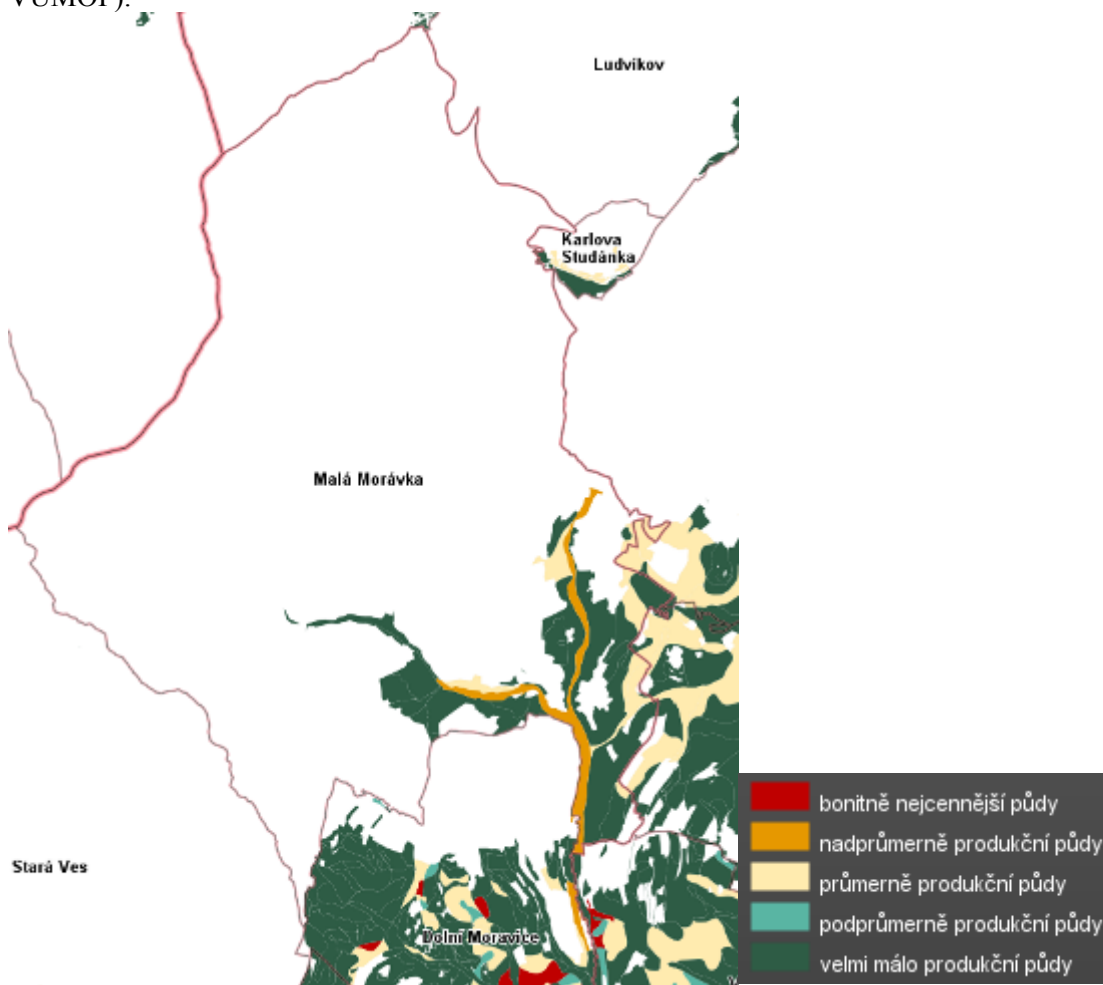 VÚMOP).
Ludvíkov
Karlova
Studánka
Malá Morávka
Stará Ves
Dolní Moravice
bonitně nejcennější půdy
nadprůmerně produkční půdy
průmerně produkční půdy
podprůmerně produkční půdy
velmi málo produkční půdy